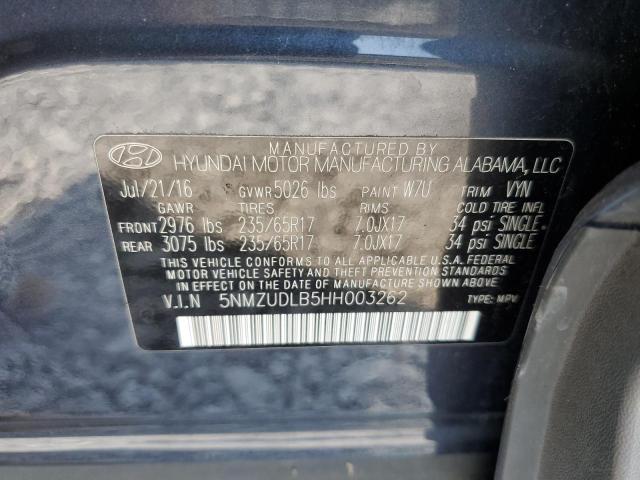 MANUFACTURED BY
HYUNDAI MOTOR MANUFACTURING ALABAMA, LLC
Jul/21/16 GVWR 5026 lbs PAINT W7U TRIM VYN
GAWR TIRES RIMS COLD TIRE INFL
FRONT 2976 lbs 235/65R17 7.0JX17 34 psi SINGLE
REAR 3075 lbs 235/65R17 7.0JX17 34 psi SINGLE
THIS VEHICLE CONFORMS TO ALL APPLICABLE U.S.A. FEDERAL
MOTOR VEHICLE SAFETY, BUMPER, AND THEFT PREVENTION STANDARDS
IN EFFECT ON THE DATE OF MANUFACTURE SHOWN ABOVE.
V.I.N 5NMZUDLB5HH003262 TYPE: MPV